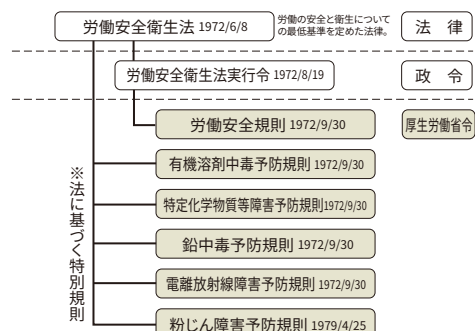 労働安全衛生法 1972/6/8
労働の安全と衛生について
の最低基準を定めた法律。
法 律
労働安全衛生法実行令 1972/8/19
政 令
労働安全規則 1972/9/30
厚生労働省令
有機溶剤中毒予防規則 1972/9/30
特定化学物質等障害予防規則1972/9/30
鉛中毒予防規則 1972/9/30
電離放射線障害予防規則 1972/9/30
粉じん障害予防規則 1979/4/25
※法に基づく特別規則